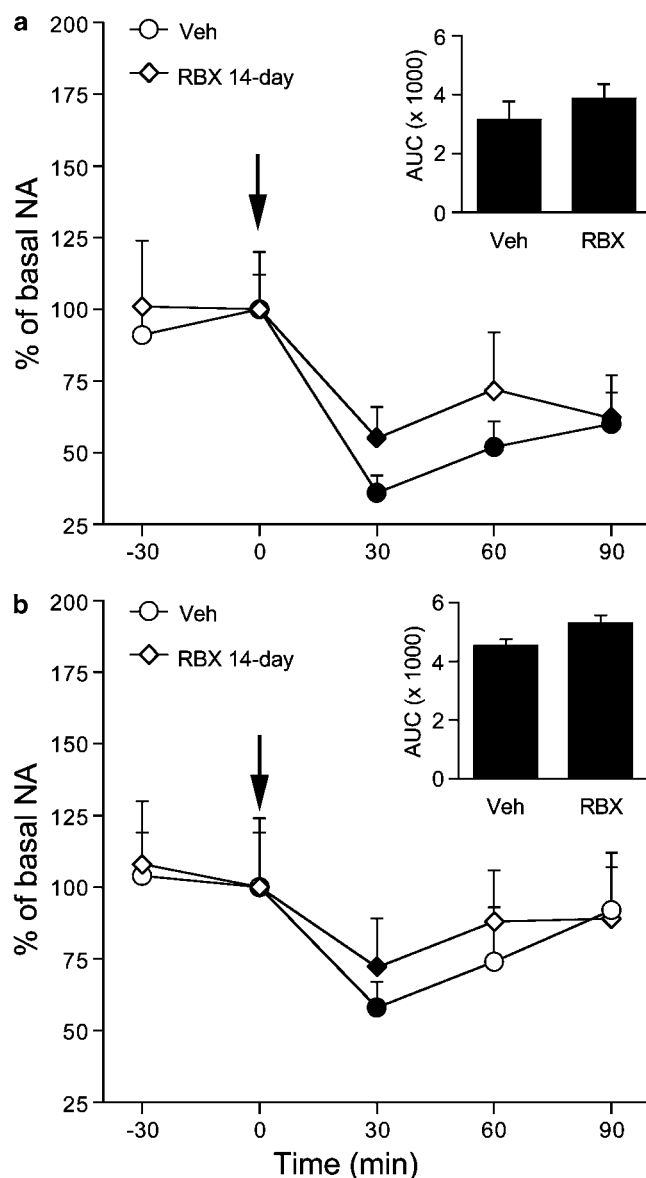 a
200
175
150
125
100
75
50
25
% of basal NA
Veh
RBX 14-day
-30 0 30 60 90
AUC (x 1000)
6
4
2
0
Veh RBX
b
200
175
150
125
100
75
50
25
% of basal NA
Veh
RBX 14-day
-30 0 30 60 90
Time (min)
AUC (x 1000)
6
4
2
0
Veh RBX